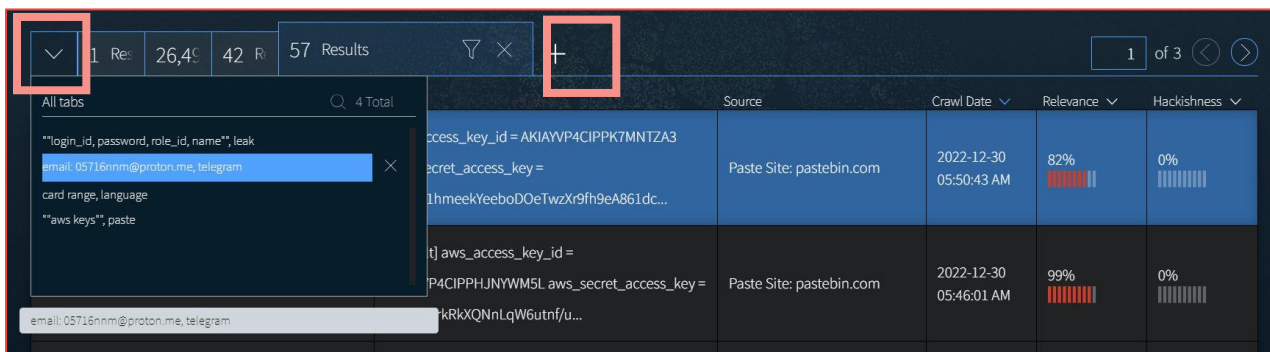 1 Res 26,49 42 R 57 Results 1 of 3
All tabs 4 Total
""login_id, password, role_id, name"", leak
email: 05716nnm@proton.me, telegram
card range, language
""aws keys"", paste
email: 05716nnm@proton.me, telegram
Source Crawl Date Relevance Hackishness
ccess_key_id = AKIAYVP4CIPPK7MNTZA3
ecret_access_key =
1hmeekYeeboDOeTwzXr9fh9eA861dc...
Paste Site: pastebin.com
2022-12-30
05:50:43 AM
82%
0%
t] aws_access_key_id =
P4CIPPHJNYWM5L aws_secret_access_key =
rkRkXQNnLqW6utnf/u...
Paste Site: pastebin.com
2022-12-30
05:46:01 AM
99%
0%